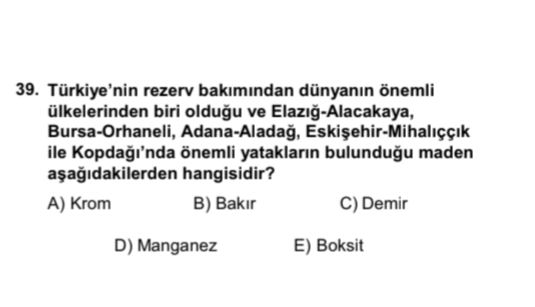 39. Türkiye'nin rezerv bakımından dünyanın önemli
ülkelerinden biri olduğu ve Elazığ-Alacakaya,
Bursa-Orhaneli, Adana-Aladağ, Eskişehir-Mihalıççık
ile Kopdağı'nda önemli yatakların bulunduğu maden
aşağıdakilerden hangisidir?
A) Krom B) Bakır C) Demir
D) Manganez E) Boksit